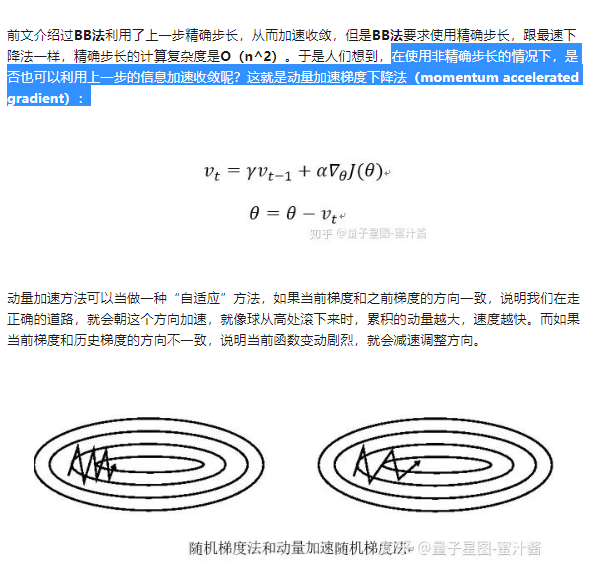 前文介绍过BB法利用了上一步精确步长，从而加速收敛，但是BB法要求使用精确步长，跟最速下
降法一样，精确步长的计算复杂度是O（n^2）。于是人们想到，在使用非精确步长的情况下，是
否也可以利用上一步的信息加速收敛呢？这就是动量加速梯度下降法（momentum accelerated
gradient）：
v_t = γv_{t−1} + α∇_θJ(θ)
θ = θ − v_t
知乎 @量子星图-蜜汁酱
动量加速方法可以当做一种“自适应”方法，如果当前梯度和之前梯度的方向一致，说明我们在走
正确的道路，就会朝这个方向加速，就像球从高处滚下来时，累积的动量越大，速度越快。而如果
当前梯度和历史梯度的方向不一致，说明当前函数变动剧烈，就会减速调整方向。
随机梯度法和动量加速随机梯度法
知乎 @量子星图-蜜汁酱